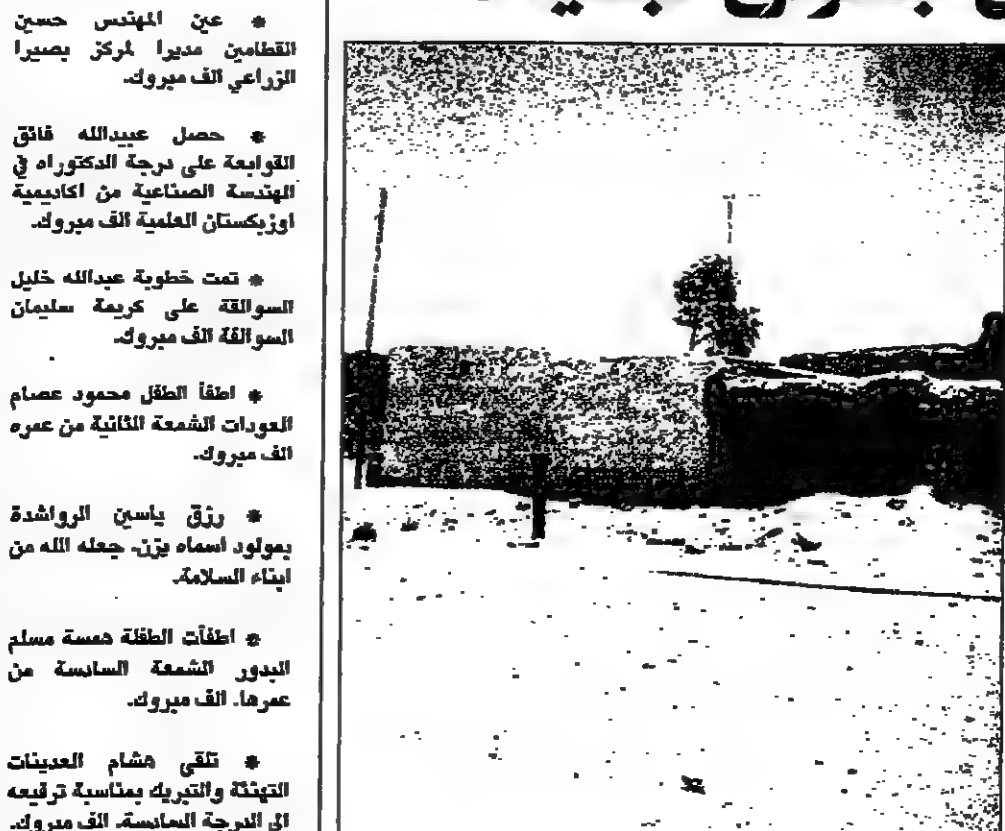 * عين المهندس حسين
القطامين مديرا لمركز بصيرا
الزراعي الف مبروك.
* حصل عبيدالله فائق
القوابعة على درجة الدكتوراه في
الهندسة الصناعية من اكاديمية
اوزبكستان العلمية الف مبروك.
* تمت خطوبة عبدالله خليل
السوالقة على كريمة سليمان
السوالقة الف مبروك.
* اطفأ الطفل محمود عصام
العودات الشمعة الثانية من عمره
الف مبروك.
* رزق ياسين الرواشدة
بمولود اسماه يزن. جعله الله من
ابناء السلامة.
* اطفأت الطفلة همسة مسلم
البدور الشمعة السادسة من
عمرها. الف مبروك.
* تلقى هشام العدينات
التهنئة والتبريك بمناسبة ترفيعه
الى الدرجة السادسة. الف مبروك.